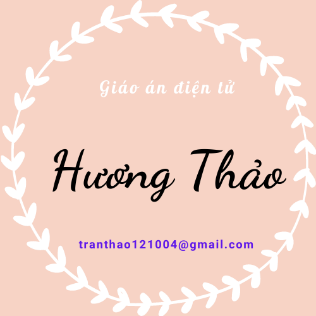 Giáo án điện tử
Hương Thảo
tranthao121004@gmail.com